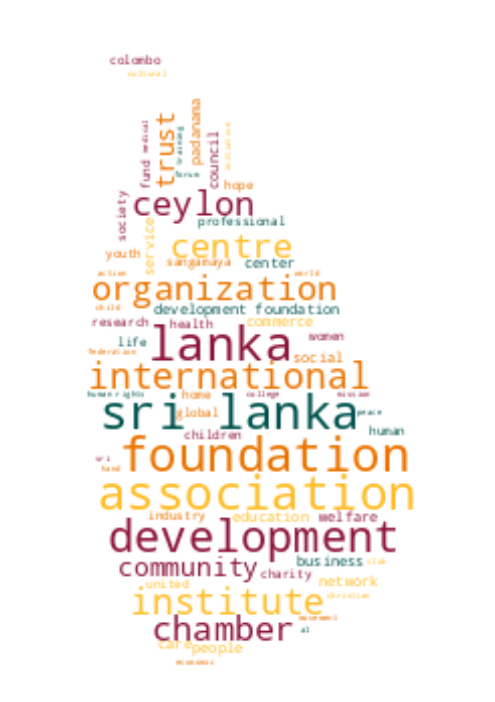 colombo
cultural
trust
padanama
fund
medical
training
council
forum
hope
society
ceylon
professional
service
centre
youth
sangamaya
center
action
world
organization
child
development foundation
research
health
commerce
life
lanka
women
federation
social
international
human rights
home
college
mission
sri lanka
global
peace
children
human
foundation
sri
hand
association
industry
education
welfare
development
business
club
community
charity
united
network
institute
christian
chamber
movement
al
care
people
economic